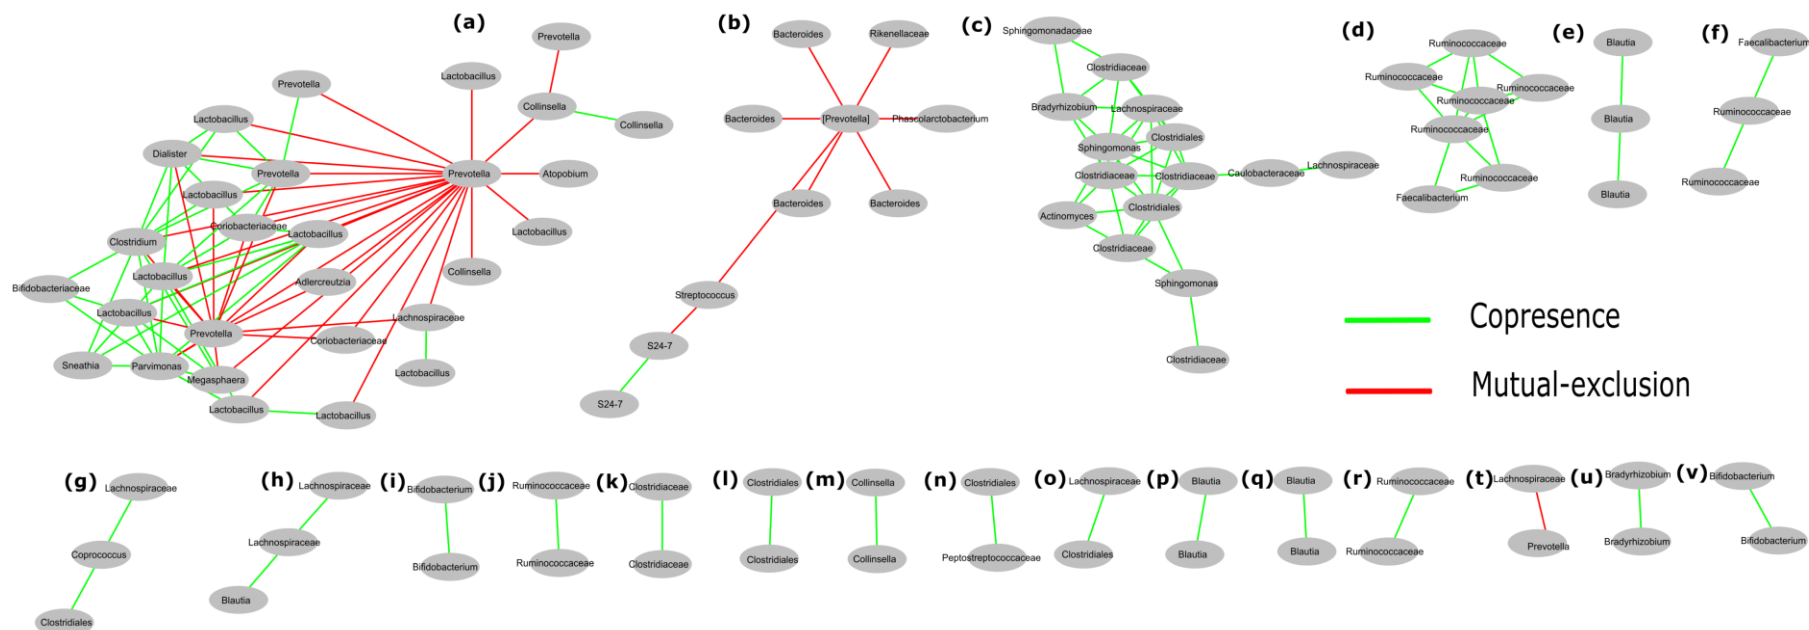 (a)
Prevotella
Lactobacillus
Prevotella
Collinsella
Collinsella
Lactobacillus
Dialister
Prevotella
Prevotella
Atopobium
Lactobacillus
Coriobacteriaceae
Lactobacillus
Lactobacillus
Clostridium
Lactobacillus
Collinsella
Adlercreutzia
Bifidobacteriaceae
Lactobacillus
Lachnospiraceae
Prevotella
Coriobacteriaceae
Sneathia
Parvimonas
Megasphaera
Lactobacillus
Lactobacillus
Lactobacillus
(b)
Bacteroides
Rikenellaceae
Bacteroides
[Prevotella]
Phascolarctobacterium
Bacteroides
Bacteroides
Streptococcus
S24-7
S24-7
(c)
Sphingomonadaceae
Clostridiaceae
Bradyrhizobium
Lachnospiraceae
Clostridiales
Sphingomonas
Clostridiaceae
Clostridiaceae
Caulobacteraceae
Lachnospiraceae
Actinomyces
Clostridiales
Clostridiaceae
Sphingomonas
Clostridiaceae
(d)
Ruminococcaceae
Ruminococcaceae
Ruminococcaceae
Ruminococcaceae
Ruminococcaceae
Ruminococcaceae
Faecalibacterium
(e)
Blautia
Blautia
Blautia
(f)
Faecalibacterium
Ruminococcaceae
Ruminococcaceae
Copresence
Mutual-exclusion
(g)
Lachnospiraceae
Coprococcus
Clostridiales
(h)
Lachnospiraceae
Lachnospiraceae
Blautia
(i)
Bifidobacterium
Bifidobacterium
(j)
Ruminococcaceae
Ruminococcaceae
(k)
Clostridiaceae
Clostridiaceae
(l)
Clostridiales
Clostridiales
(m)
Collinsella
Collinsella
(n)
Clostridiales
Peptostreptococcaceae
(o)
Lachnospiraceae
Clostridiales
(p)
Blautia
Blautia
(q)
Blautia
Blautia
(r)
Ruminococcaceae
Ruminococcaceae
(t)
Lachnospiraceae
Prevotella
(u)
Bradyrhizobium
Bradyrhizobium
(v)
Bifidobacterium
Bifidobacterium